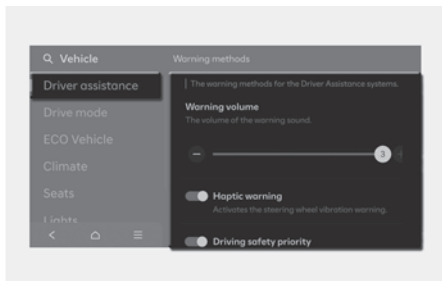 Vehicle
Warning methods
Driver assistance
The warning methods for the Driver Assistance systems.
Drive mode
Warning volume
The volume of the warning sound.
ECO Vehicle
3
Climate
Seats
Haptic warning
Activates the steering wheel vibration warning.
Lights
Driving safety priority